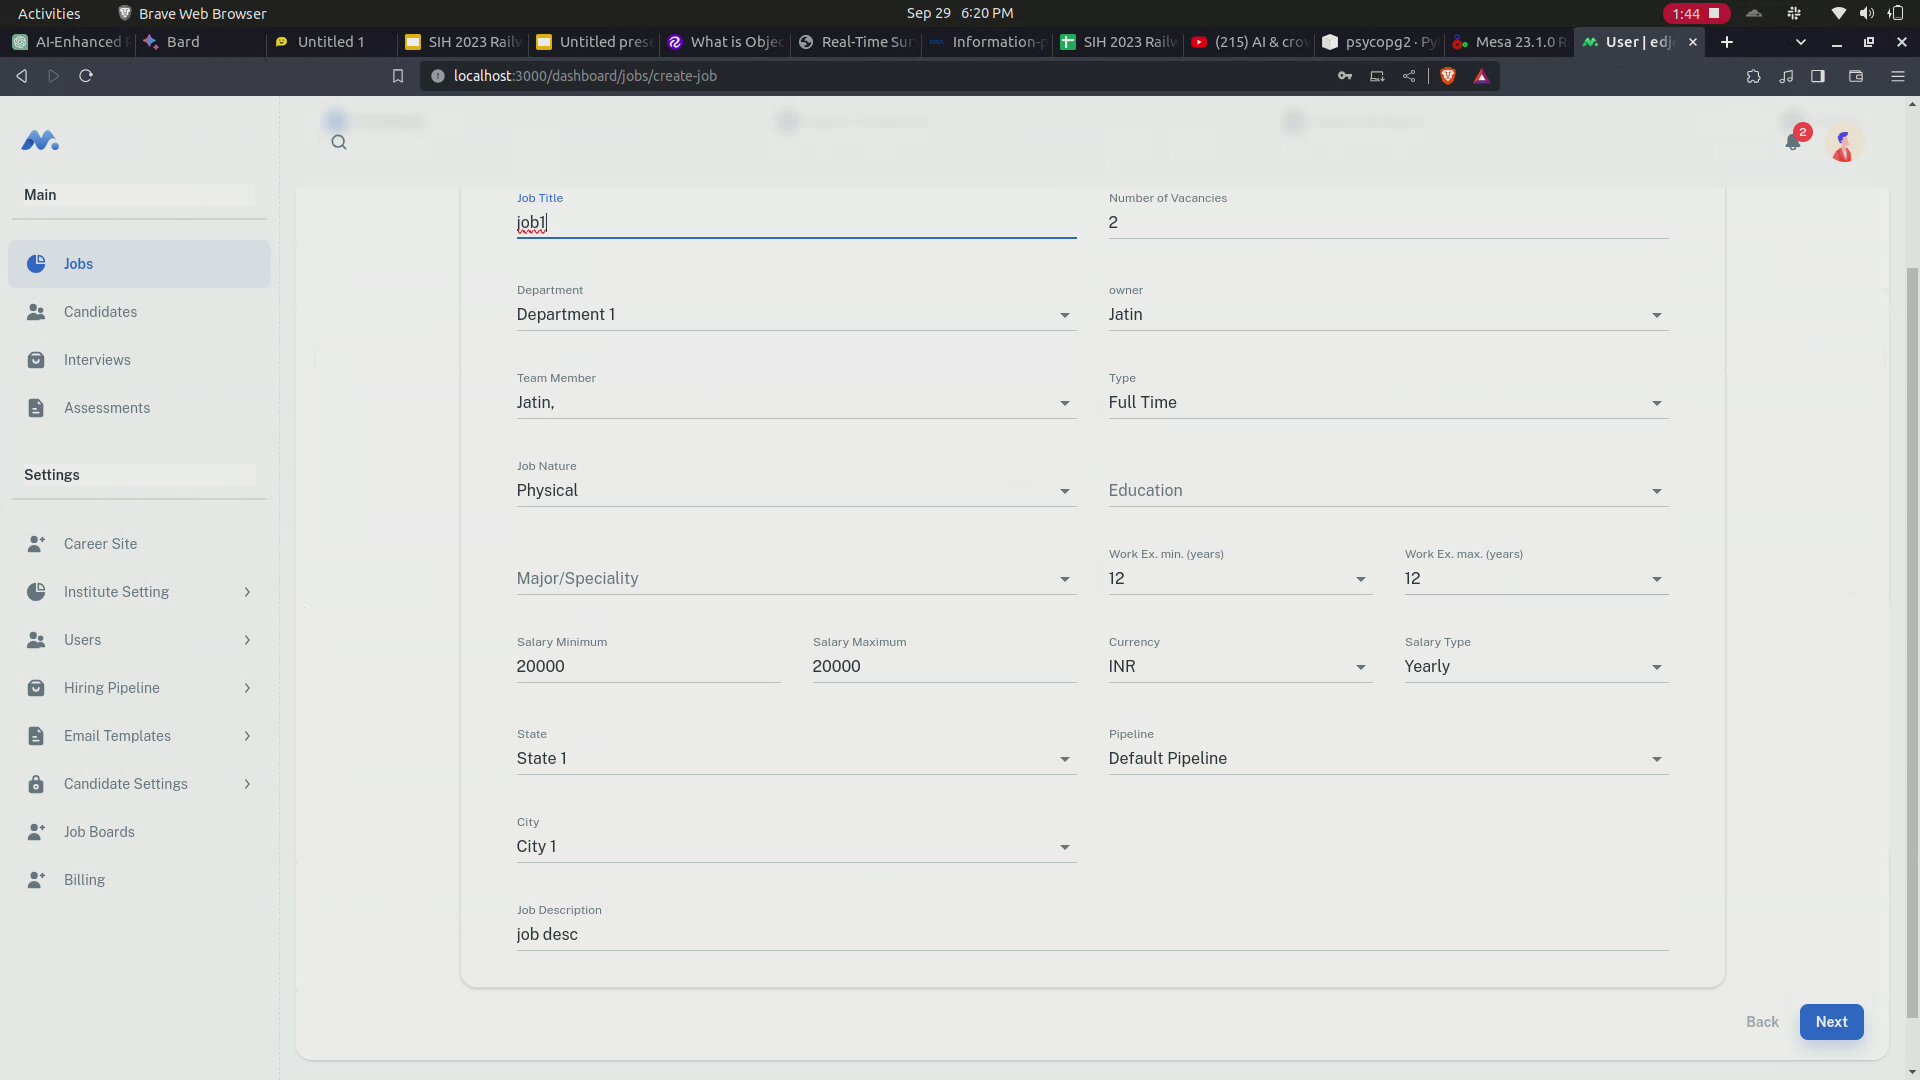 Activities
Brave Web Browser
Sep 29 6:20 PM
1:44
AI-Enhanced
Bard
Untitled 1
SIH 2023 Railw
Untitled prese
What is Objec
Real-Time Sur
Information-p
SIH 2023 Railw
(215) AI & crow
psycopg2 · Py
Mesa 23.1.0 R
User | edjo
localhost:3000/dashboard/jobs/create-job
2
Main
Jobs
Candidates
Interviews
Assessments
Settings
Career Site
Institute Setting
Users
Hiring Pipeline
Email Templates
Candidate Settings
Job Boards
Billing
Job Title
job1
Number of Vacancies
2
Department
Department 1
owner
Jatin
Team Member
Jatin,
Type
Full Time
Job Nature
Physical
Education
Major/Speciality
Work Ex. min. (years)
12
Work Ex. max. (years)
12
Salary Minimum
20000
Salary Maximum
20000
Currency
INR
Salary Type
Yearly
State
State 1
Pipeline
Default Pipeline
City
City 1
Job Description
job desc
Back
Next